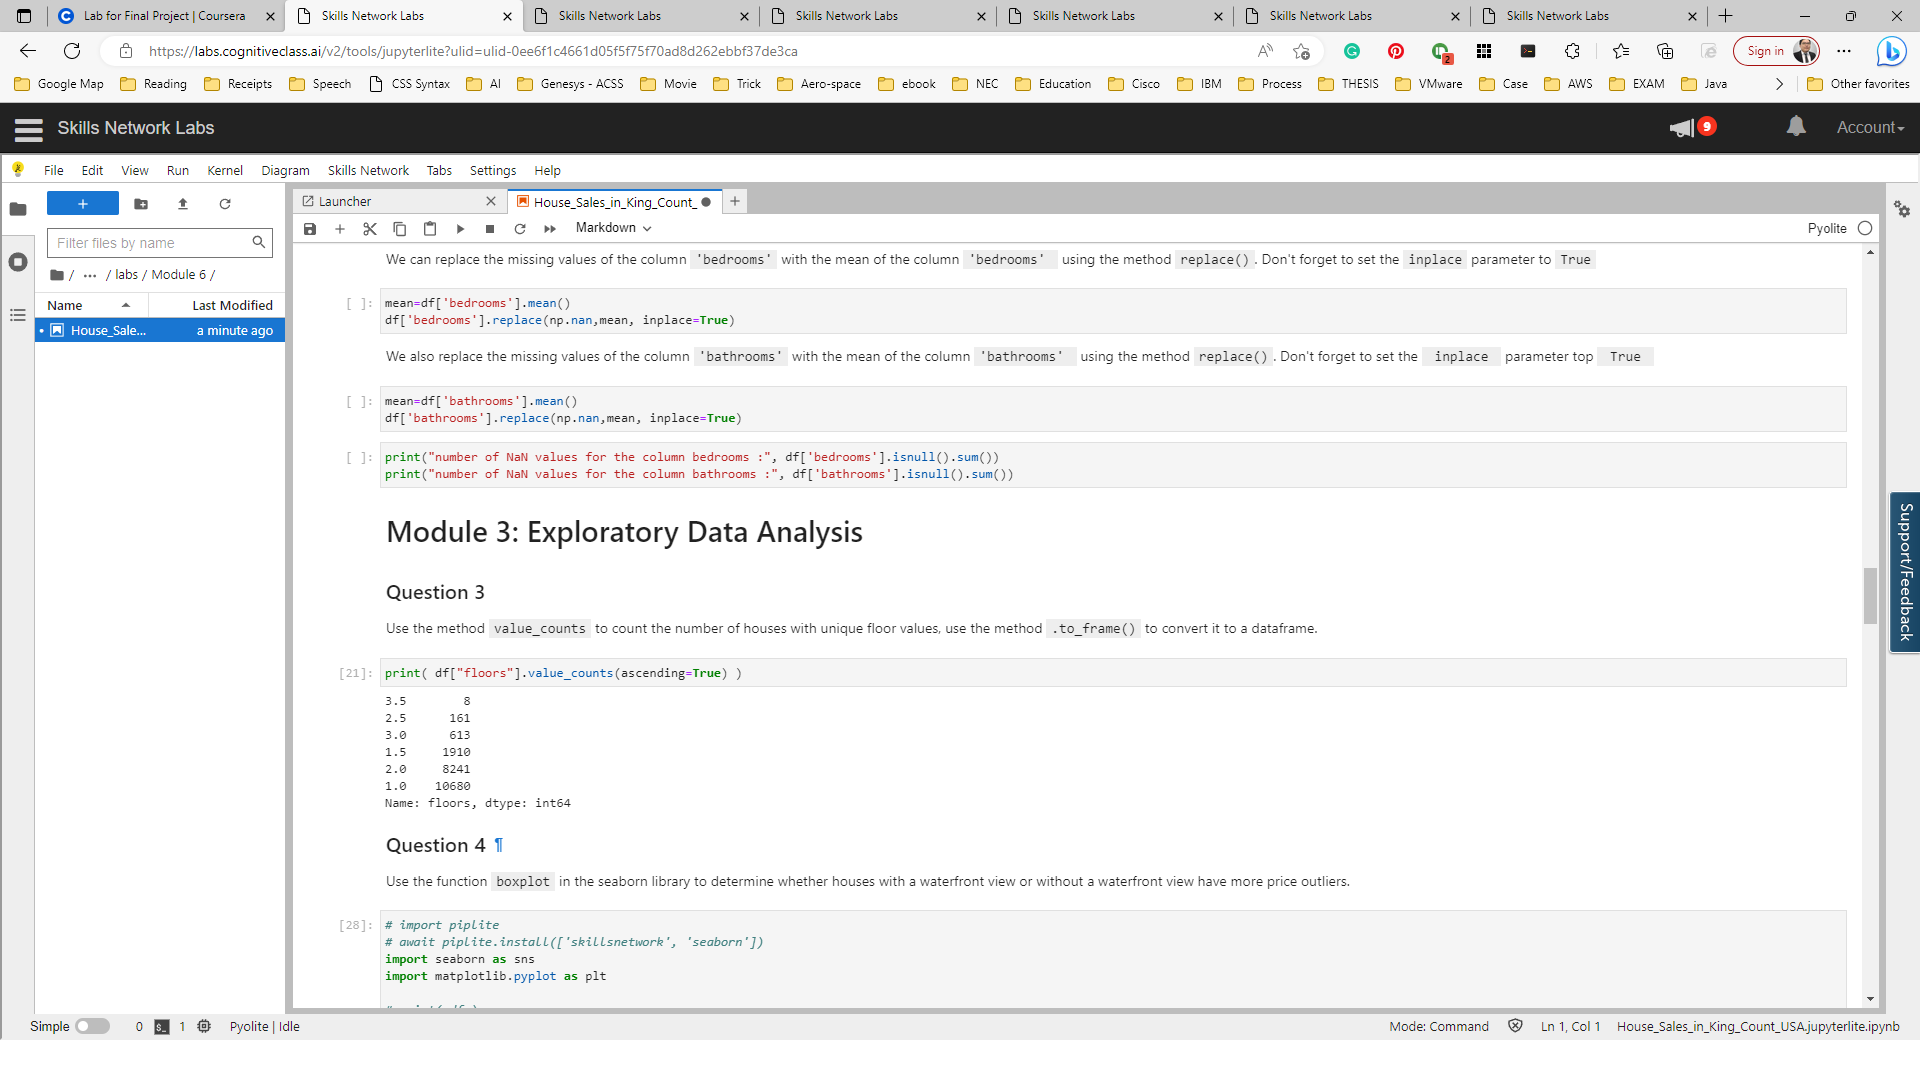 Lab for Final Project | Coursera
Skills Network Labs
Skills Network Labs
Skills Network Labs
Skills Network Labs
Skills Network Labs
Skills Network Labs
https://labs.cognitiveclass.ai/v2/tools/jupyterlite?ulid=ulid-0ee6f1c4661d05f5f75f70ad8d262ebbf37de3ca
2
Sign in
Google Map Reading Receipts Speech CSS Syntax AI Genesys - ACSS Movie Trick Aero-space ebook NEC Education Cisco IBM Process THESIS VMware Case AWS EXAM Java Other favorites
Skills Network Labs
9
Account
File Edit View Run Kernel Diagram Skills Network Tabs Settings Help
Launcher
House_Sales_in_King_Count_
Markdown
Pyolite
Filter files by name
/ ... / labs / Module 6 /
Name Last Modified
House_Sale... a minute ago
We can replace the missing values of the column 'bedrooms' with the mean of the column 'bedrooms' using the method replace(). Don't forget to set the inplace parameter to True
[ ]: mean=df['bedrooms'].mean()
df['bedrooms'].replace(np.nan,mean, inplace=True)
We also replace the missing values of the column 'bathrooms' with the mean of the column 'bathrooms' using the method replace(). Don't forget to set the inplace parameter top True
[ ]: mean=df['bathrooms'].mean()
df['bathrooms'].replace(np.nan,mean, inplace=True)
[ ]: print("number of NaN values for the column bedrooms :", df['bedrooms'].isnull().sum())
print("number of NaN values for the column bathrooms :", df['bathrooms'].isnull().sum())
Module 3: Exploratory Data Analysis
Question 3
Use the method value_counts to count the number of houses with unique floor values, use the method .to_frame() to convert it to a dataframe.
[21]: print( df["floors"].value_counts(ascending=True) )
3.5 8
2.5 161
3.0 613
1.5 1910
2.0 8241
1.0 10680
Name: floors, dtype: int64
Question 4 ¶
Use the function boxplot in the seaborn library to determine whether houses with a waterfront view or without a waterfront view have more price outliers.
[28]: # import piplite
# await piplite.install(['skillsnetwork', 'seaborn'])
import seaborn as sns
import matplotlib.pyplot as plt
Support/Feedback
Simple 0 1 Pyolite | Idle
Mode: Command Ln 1, Col 1 House_Sales_in_King_Count_USA.jupyterlite.ipynb